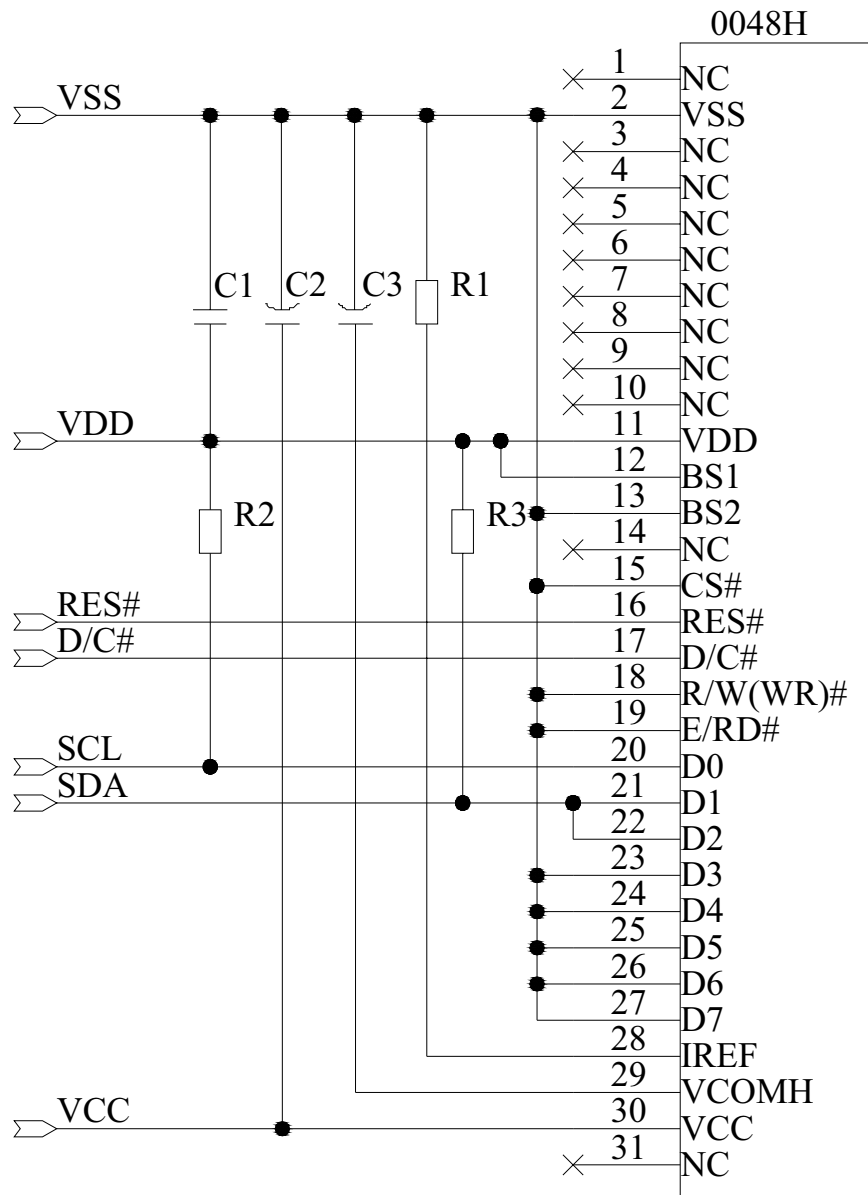 0048H
1 NC
VSS 2 VSS
3 NC
4 NC
5 NC
6 NC
C1 C2 C3 R1 7 NC
8 NC
9 NC
10 NC
VDD 11 VDD
12 BS1
R2 R3 13 BS2
14 NC
15 CS#
RES# 16 RES#
D/C# 17 D/C#
18 R/W(WR)#
19 E/RD#
SCL 20 D0
SDA 21 D1
22 D2
23 D3
24 D4
25 D5
26 D6
27 D7
28 IREF
29 VCOMH
VCC 30 VCC
31 NC